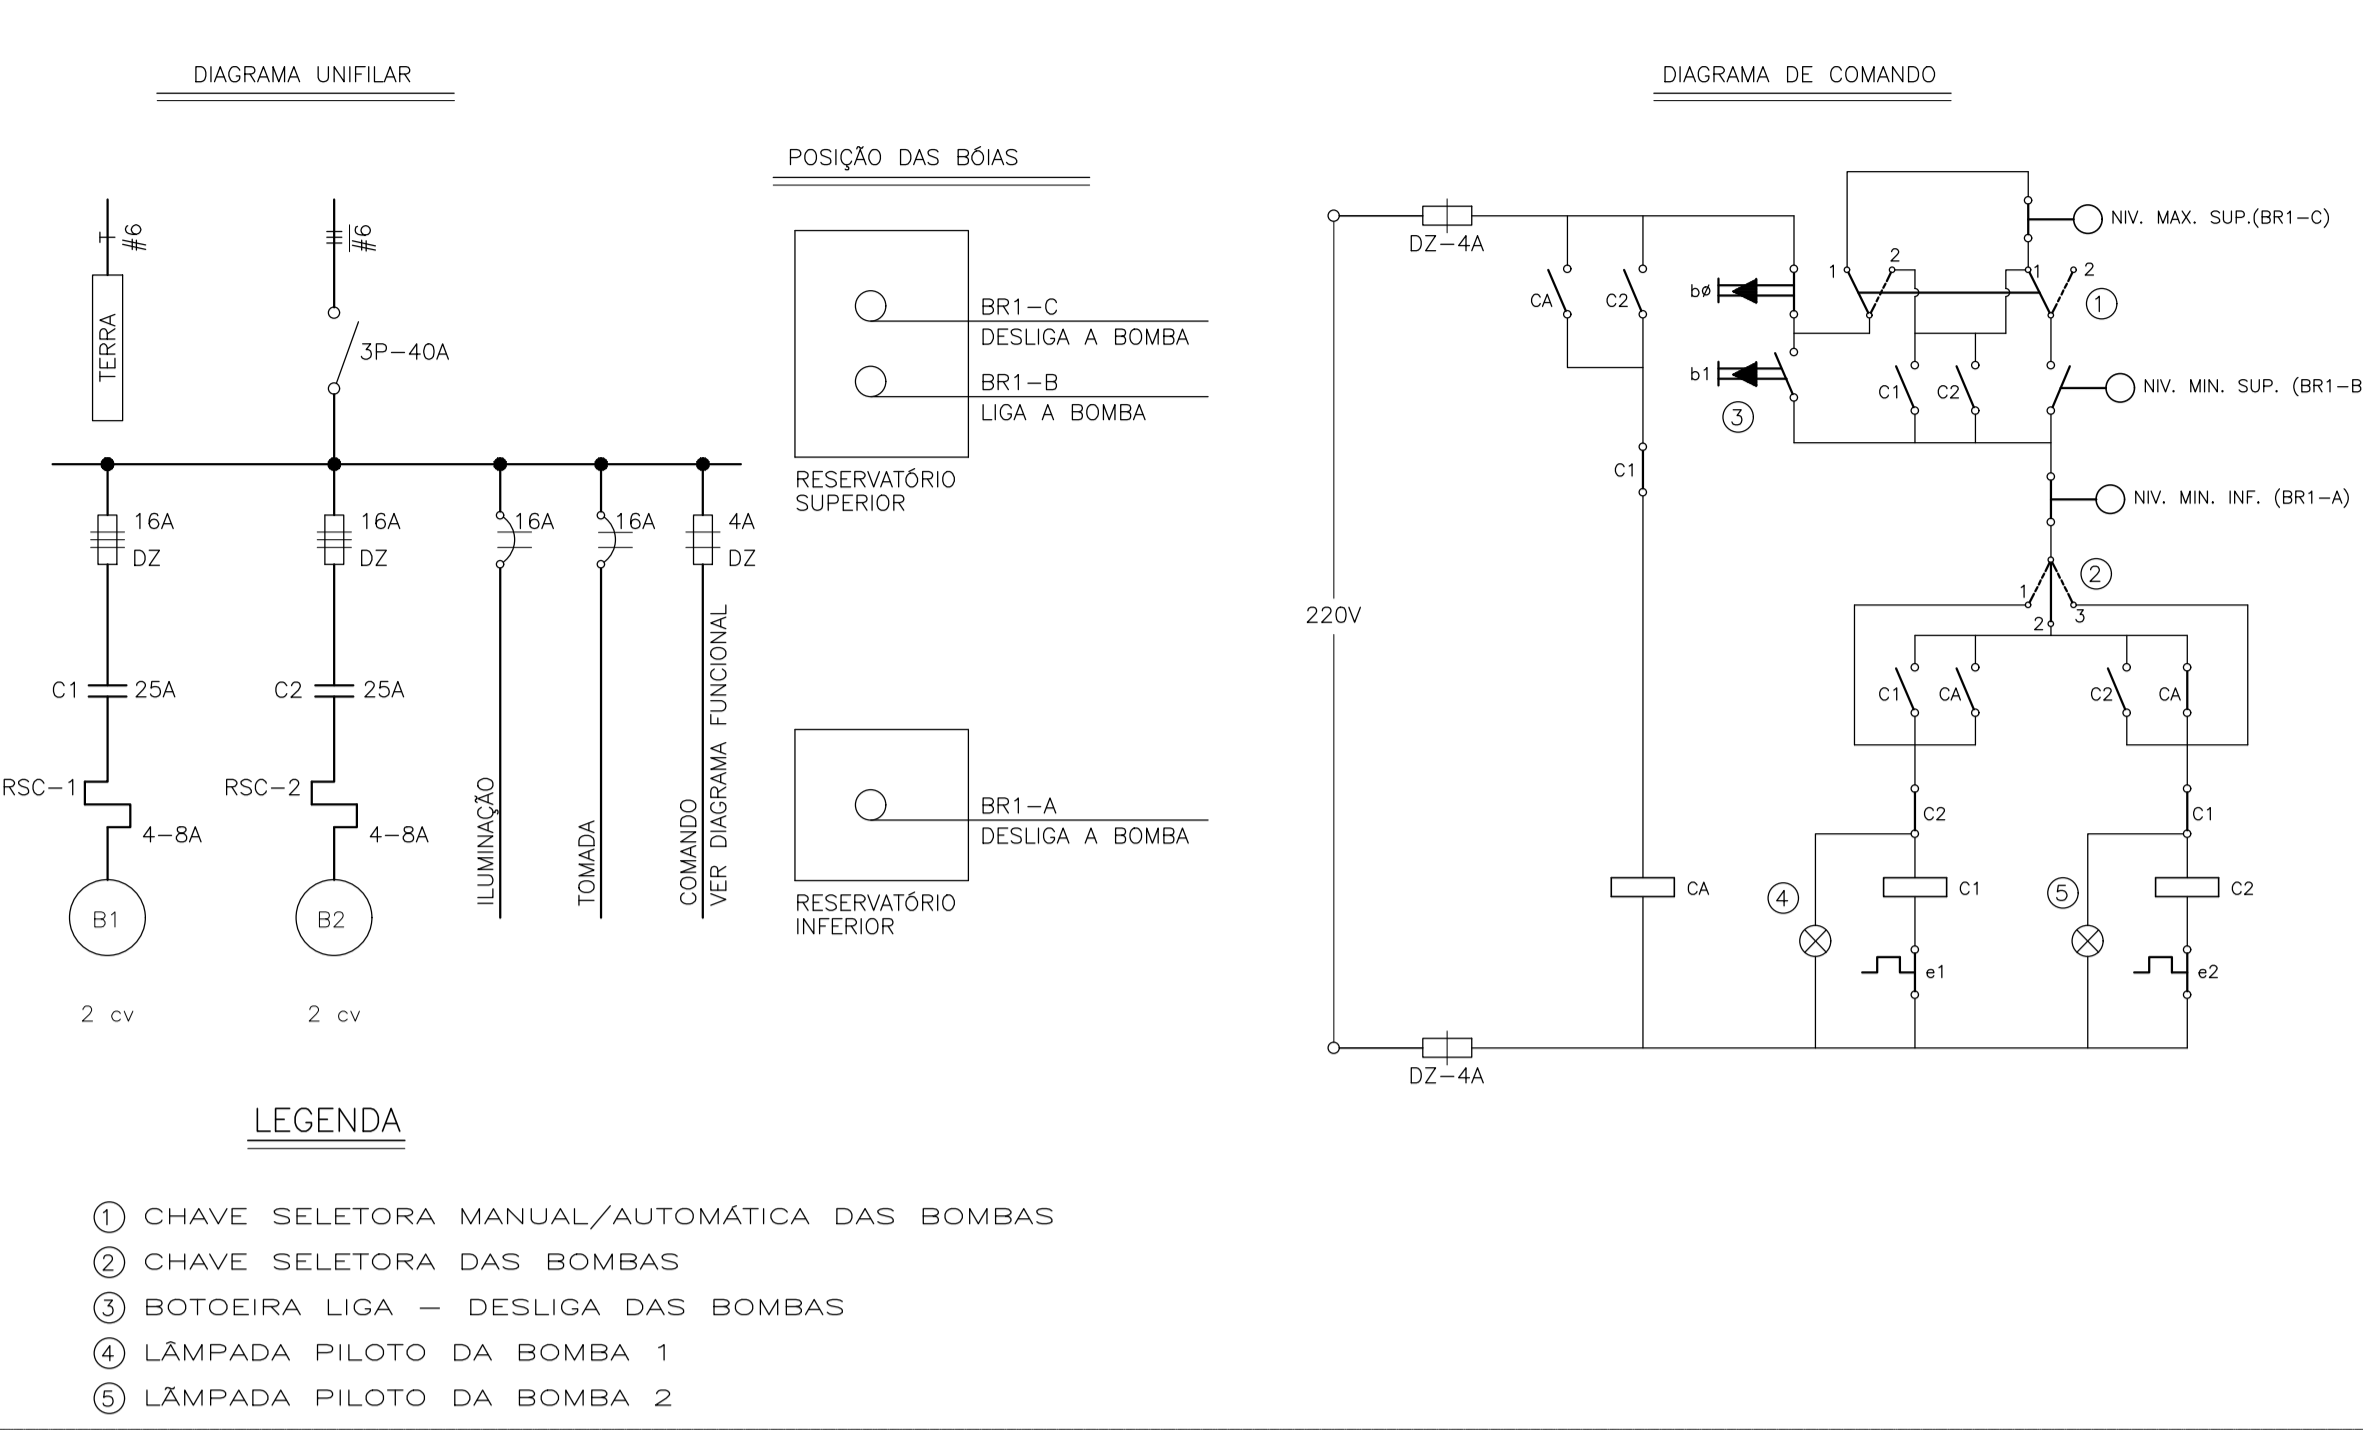 DIAGRAMA UNIFILAR
#6
#6
TERRA
3P-40A
16A
DZ
16A
DZ
16A
16A
4A
DZ
C1
25A
C2
25A
RSC-1
4-8A
RSC-2
4-8A
B1
B2
2 cv
2 cv
ILUMINAÇÃO
TOMADA
COMANDO
VER DIAGRAMA FUNCIONAL
POSIÇÃO DAS BÓIAS
BR1-C
DESLIGA A BOMBA
BR1-B
LIGA A BOMBA
RESERVATÓRIO
SUPERIOR
BR1-A
DESLIGA A BOMBA
RESERVATÓRIO
INFERIOR
DIAGRAMA DE COMANDO
DZ-4A
CA
C2
bø
b1
3
1
2
1
2
1
NIV. MAX. SUP.(BR1-C)
C1
C2
NIV. MIN. SUP. (BR1-B
C1
NIV. MIN. INF. (BR1-A)
2
1
2
3
220V
C1
CA
C2
CA
C2
C1
CA
4
C1
5
C2
e1
e2
DZ-4A
LEGENDA
1 CHAVE SELETORA MANUAL/AUTOMÁTICA DAS BOMBAS
2 CHAVE SELETORA DAS BOMBAS
3 BOTOEIRA LIGA - DESLIGA DAS BOMBAS
4 LÂMPADA PILOTO DA BOMBA 1
5 LÃMPADA PILOTO DA BOMBA 2